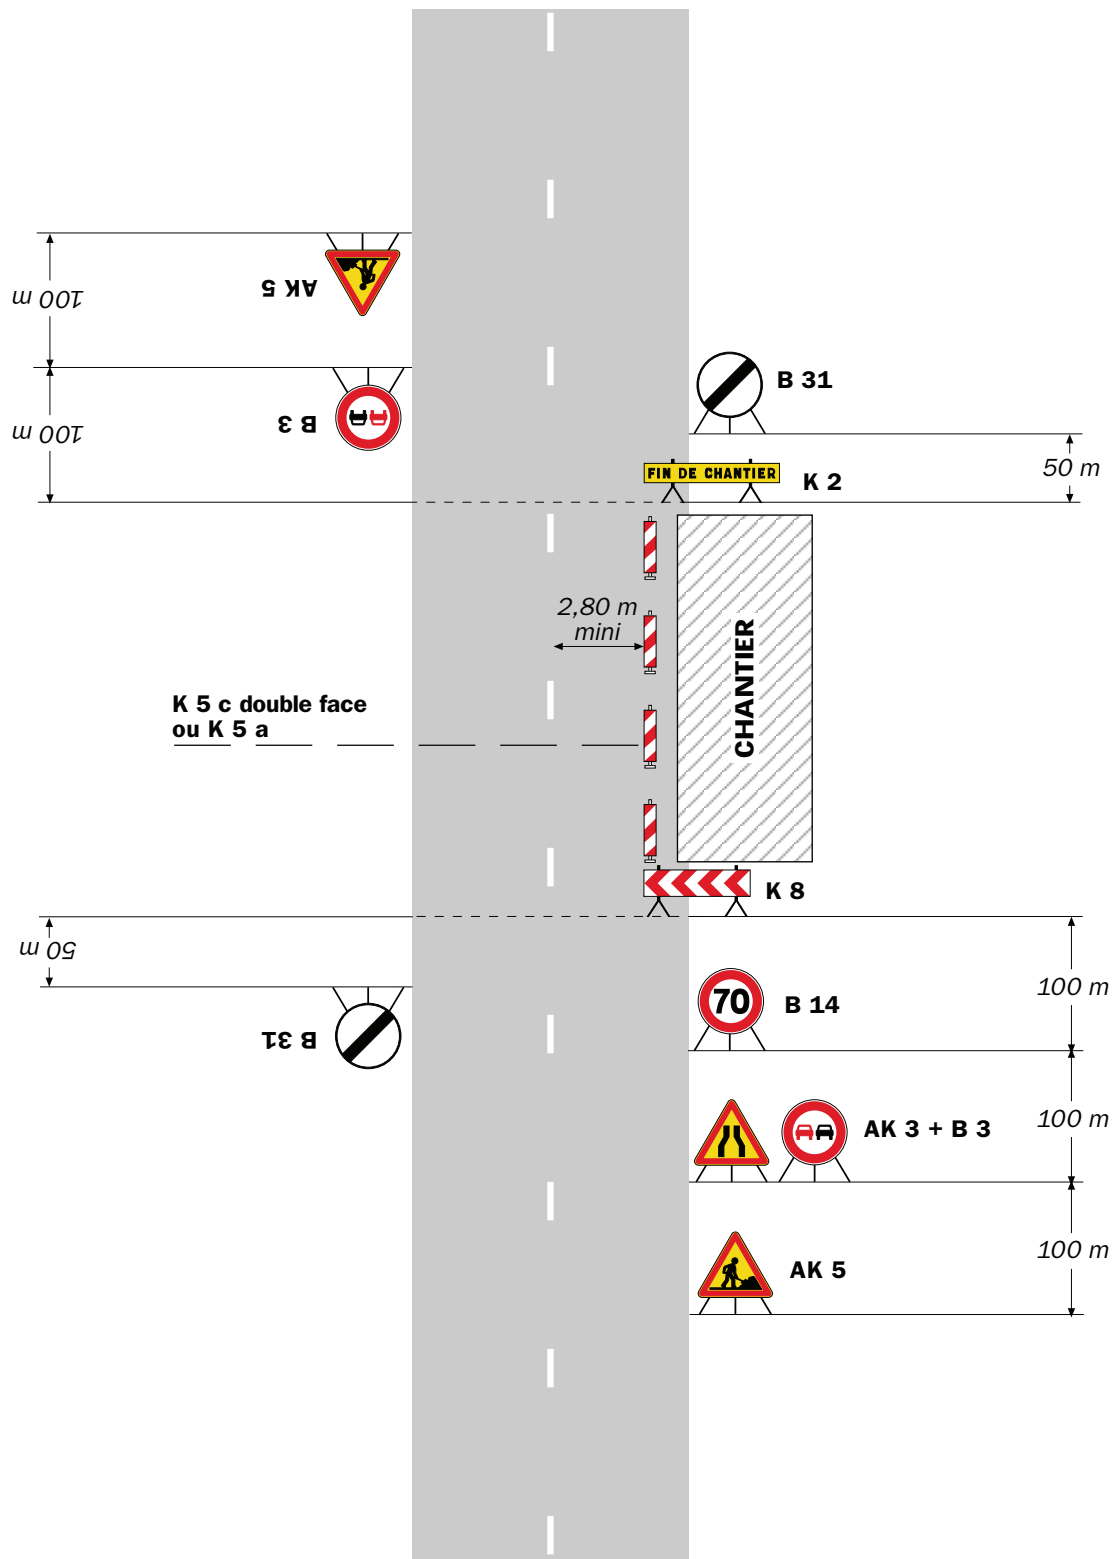 AK 5
100 m
B 3
100 m
B 31
50 m
FIN DE CHANTIER
K 2
2,80 m
mini
CHANTIER
K 5 c double face
ou K 5 a
K 8
50 m
B 31
70
B 14
100 m
AK 3 + B 3
100 m
AK 5
100 m